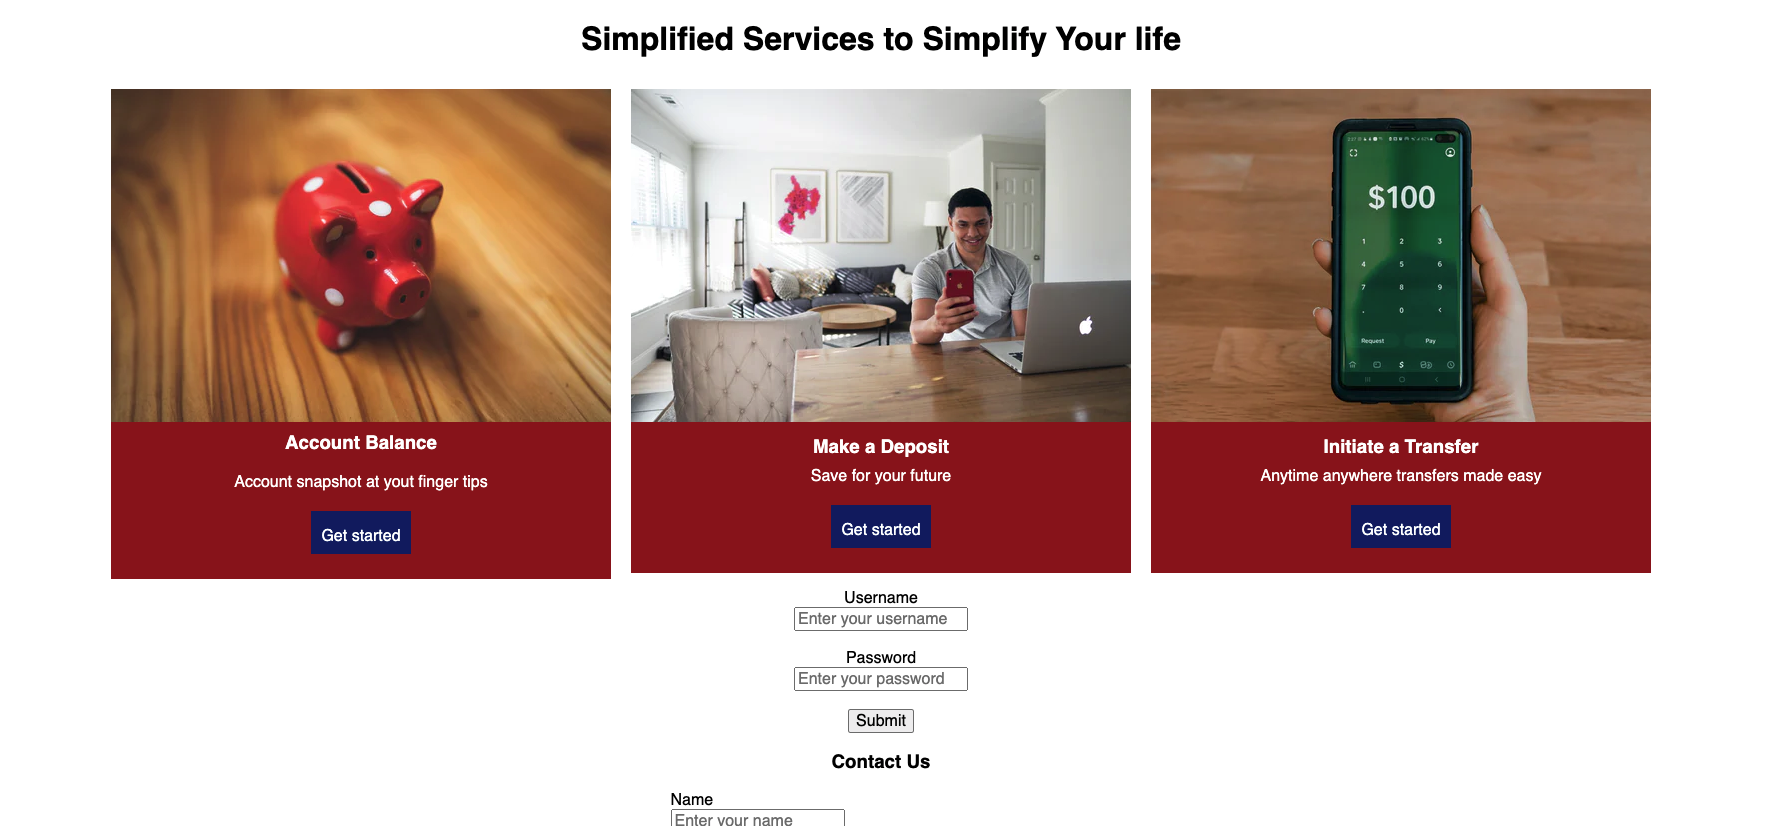 Simplified Services to Simplify Your life
$100
1 2 3
4 5 6
7 8 9
. 0 <
Request Pay
$
Account Balance
Account snapshot at yout finger tips
Get started
Make a Deposit
Save for your future
Get started
Initiate a Transfer
Anytime anywhere transfers made easy
Get started
Username
Enter your username
Password
Enter your password
Submit
Contact Us
Name
Enter your name